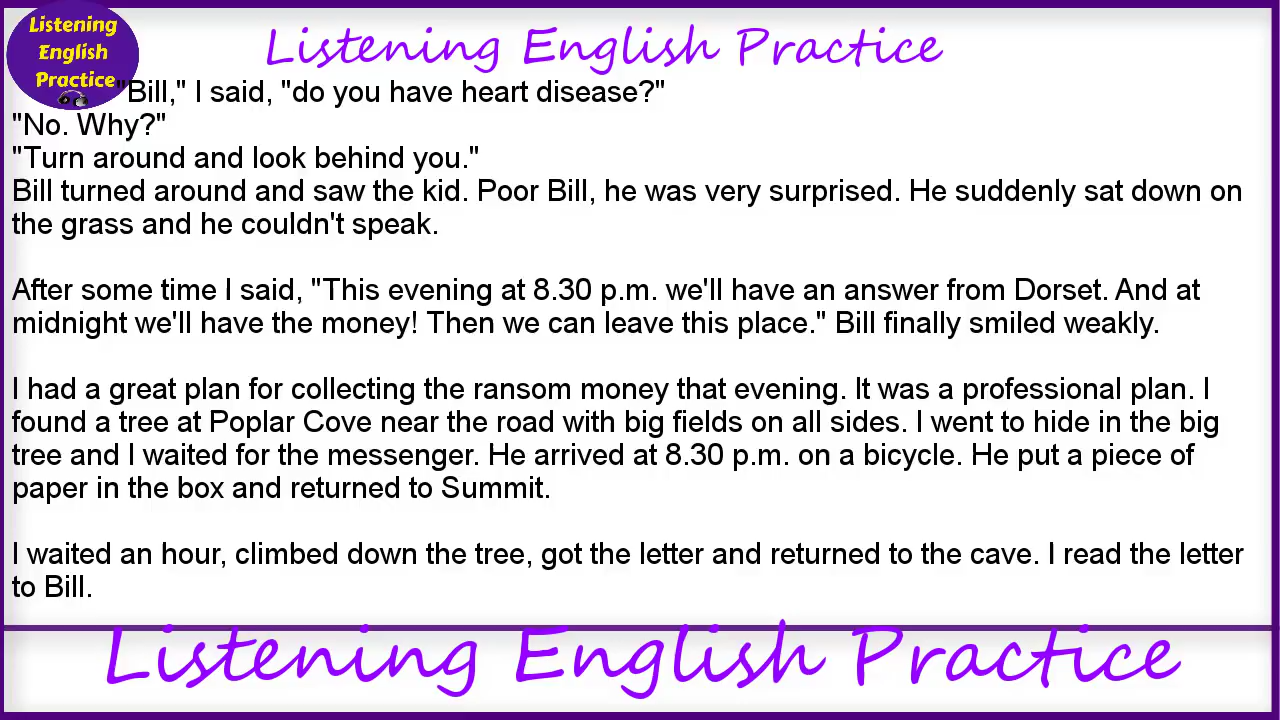 Listening
English
Practice
Listening English Practice
"Bill," I said, "do you have heart disease?"
"No. Why?"
"Turn around and look behind you."
Bill turned around and saw the kid. Poor Bill, he was very surprised. He suddenly sat down on
the grass and he couldn't speak.
After some time I said, "This evening at 8.30 p.m. we'll have an answer from Dorset. And at
midnight we'll have the money! Then we can leave this place." Bill finally smiled weakly.
I had a great plan for collecting the ransom money that evening. It was a professional plan. I
found a tree at Poplar Cove near the road with big fields on all sides. I went to hide in the big
tree and I waited for the messenger. He arrived at 8.30 p.m. on a bicycle. He put a piece of
paper in the box and returned to Summit.
I waited an hour, climbed down the tree, got the letter and returned to the cave. I read the letter
to Bill.
Listening English Practice